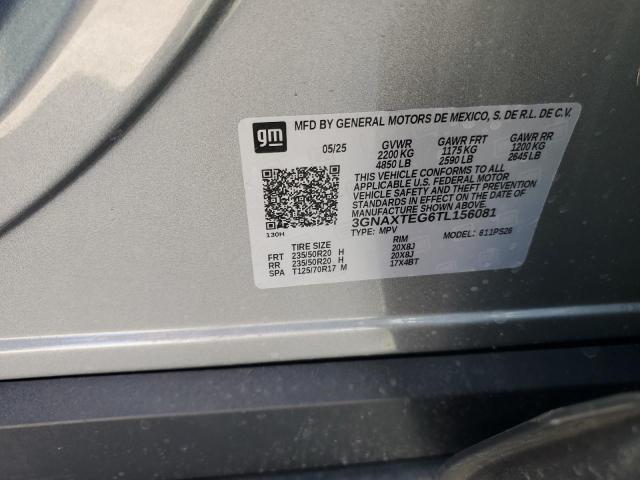 gm
MFD BY GENERAL MOTORS DE MEXICO, S. DE R.L. DE C.V.
05/25 GVWR GAWR FRT GAWR RR
2200 KG 1175 KG 1200 KG
4850 LB 2590 LB 2645 LB
THIS VEHICLE CONFORMS TO ALL
APPLICABLE U.S. FEDERAL MOTOR
VEHICLE SAFETY AND THEFT PREVENTION
STANDARDS IN EFFECT ON THE DATE OF
MANUFACTURE SHOWN ABOVE.
3GNAXTEG6TL156081
TYPE: MPV MODEL: 611PS26
130H
TIRE SIZE RIM
FRT 235/50R20 H 20X8J
RR 235/50R20 H 20X8J
SPA T125/70R17 M 17X4BT